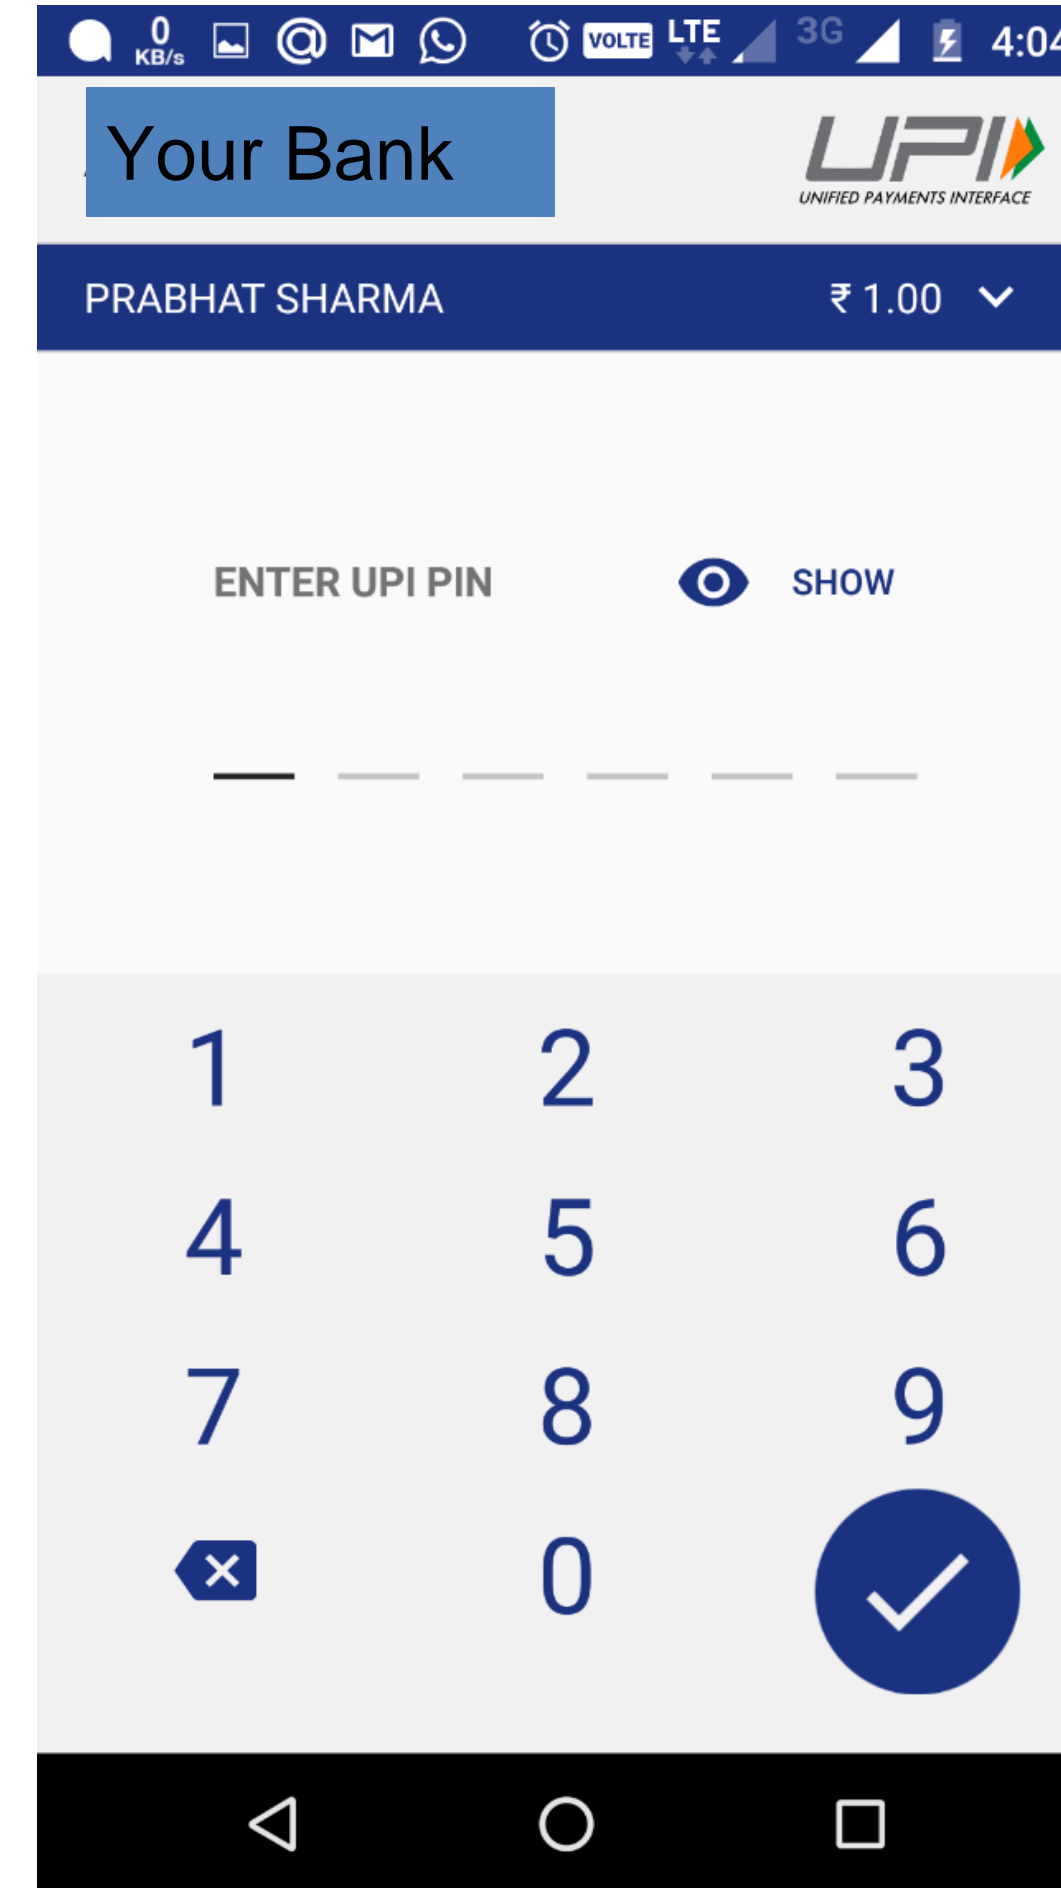 0
KB/s
VOLTE LTE 3G 4:04
Your Bank
UPI
UNIFIED PAYMENTS INTERFACE
PRABHAT SHARMA ₹ 1.00
ENTER UPI PIN SHOW
1 2 3
4 5 6
7 8 9
0